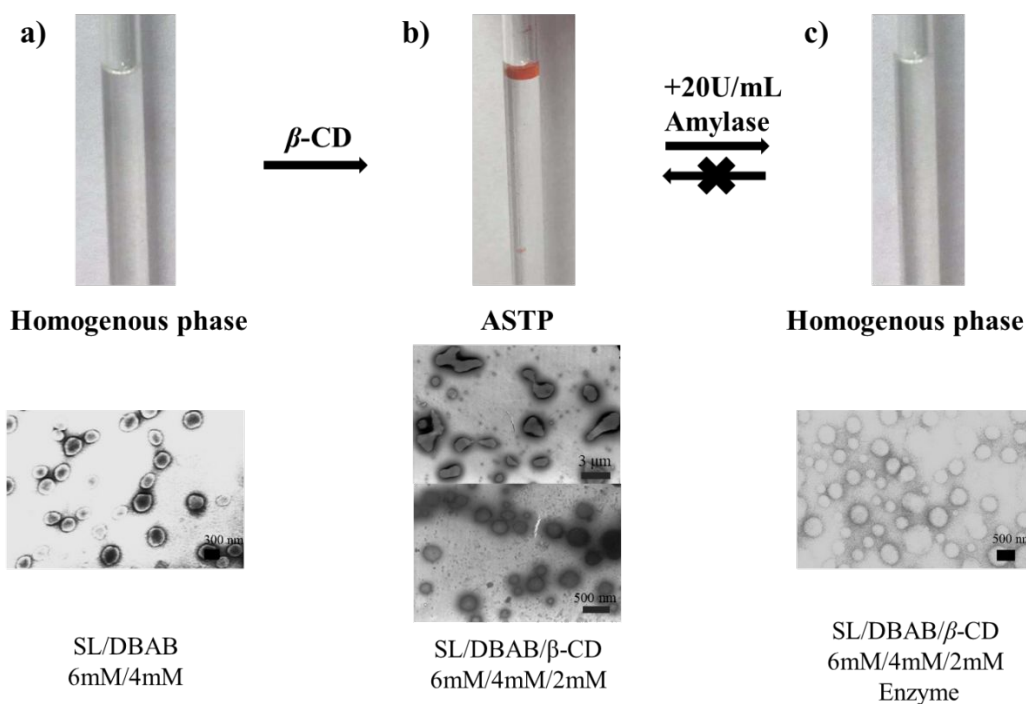 a)
b)
c)
β-CD
+20U/mL
Amylase
Homogenous phase
ASTP
Homogenous phase
300 nm
3 μm
500 nm
500 nm
SL/DBAB
6mM/4mM
SL/DBAB/β-CD
6mM/4mM/2mM
SL/DBAB/β-CD
6mM/4mM/2mM
Enzyme